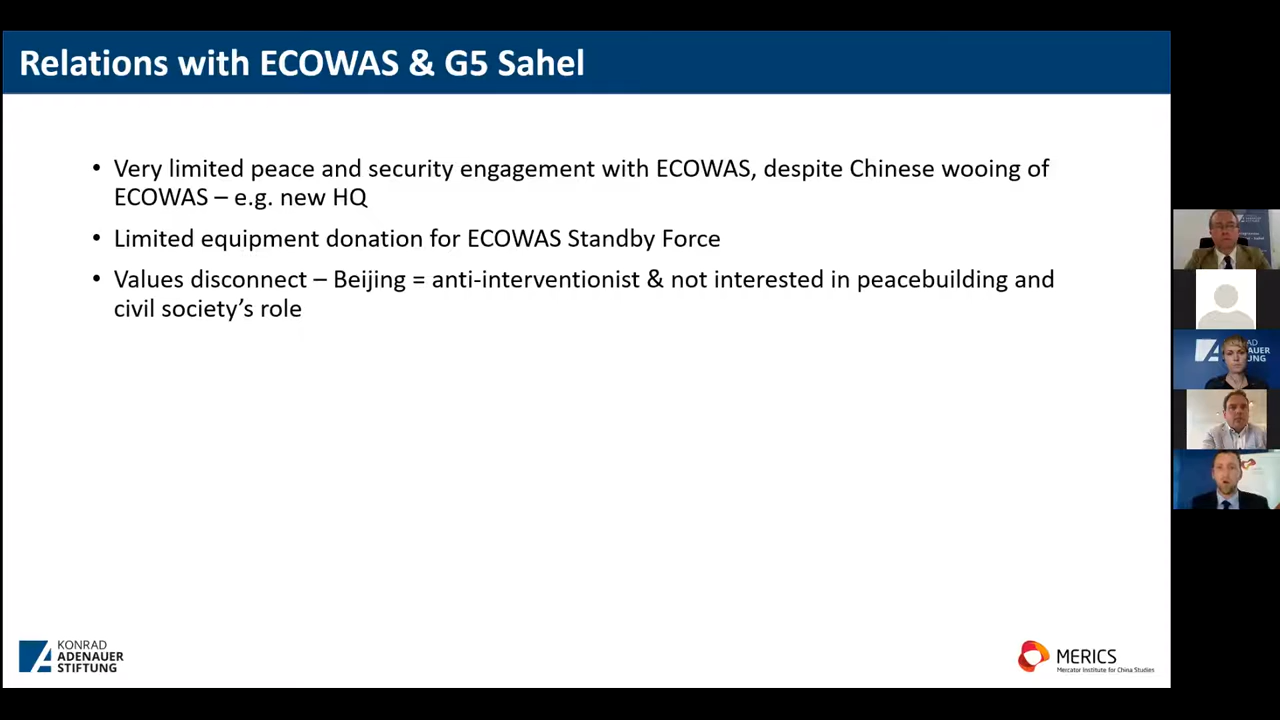 Relations with ECOWAS & G5 Sahel
• Very limited peace and security engagement with ECOWAS, despite Chinese wooing of
ECOWAS – e.g. new HQ
• Limited equipment donation for ECOWAS Standby Force
• Values disconnect – Beijing = anti-interventionist & not interested in peacebuilding and
civil society's role
KONRAD
ADENAUER
STIFTUNG
MERICS
Mercator Institute for China Studies